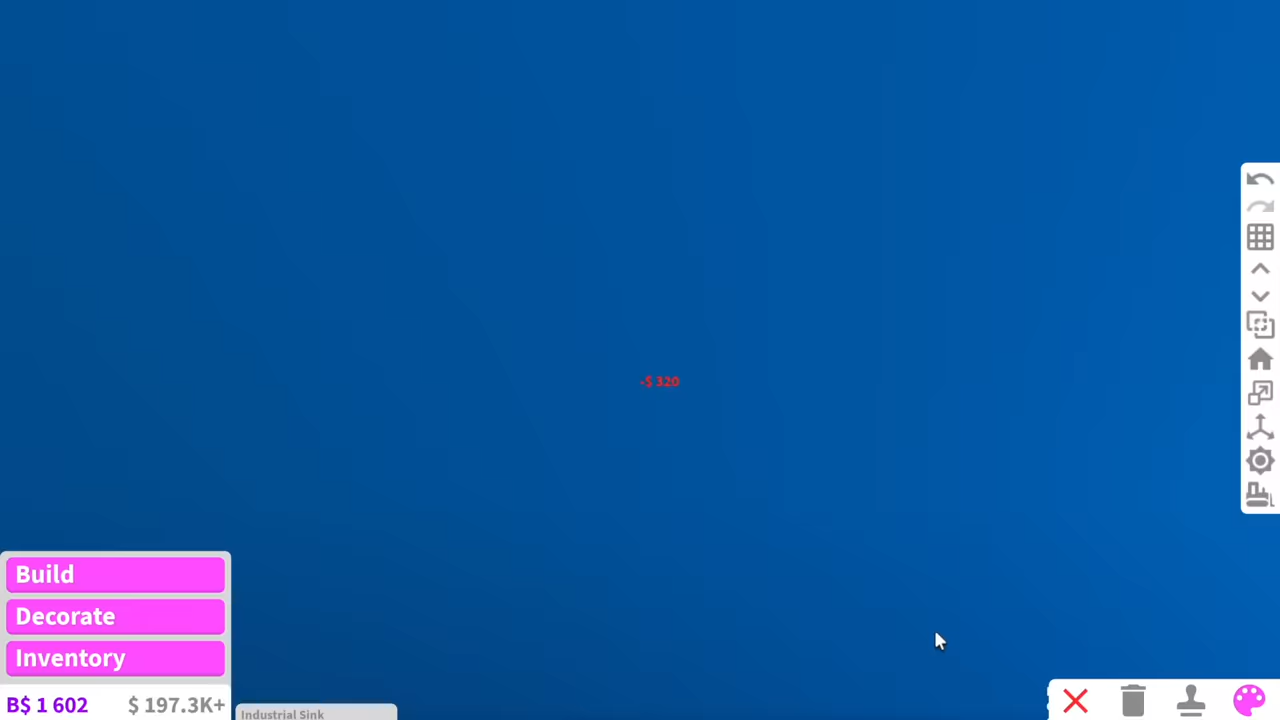 -$ 320
Build
Decorate
Inventory
B$ 1 602
$ 197.3K+
Industrial Sink